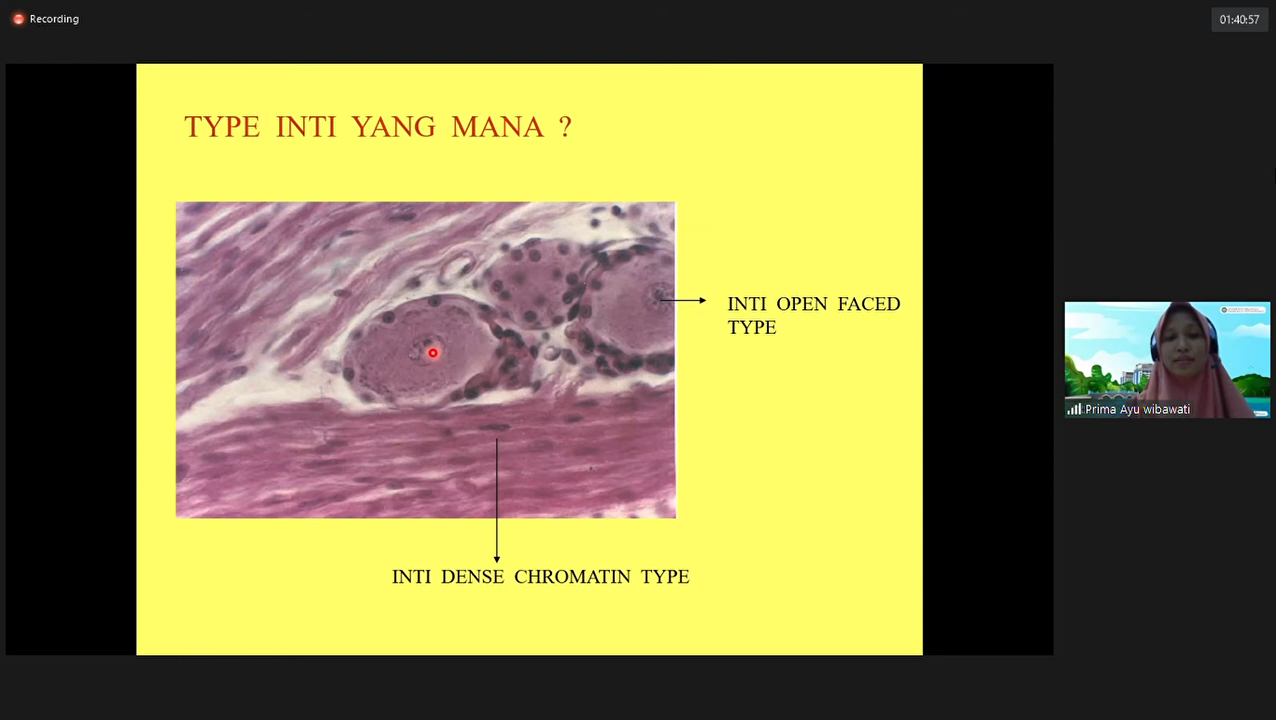 Recording
01:40:57
TYPE INTI YANG MANA ?
INTI OPEN FACED
TYPE
INTI DENSE CHROMATIN TYPE
Prima Ayu wibawati